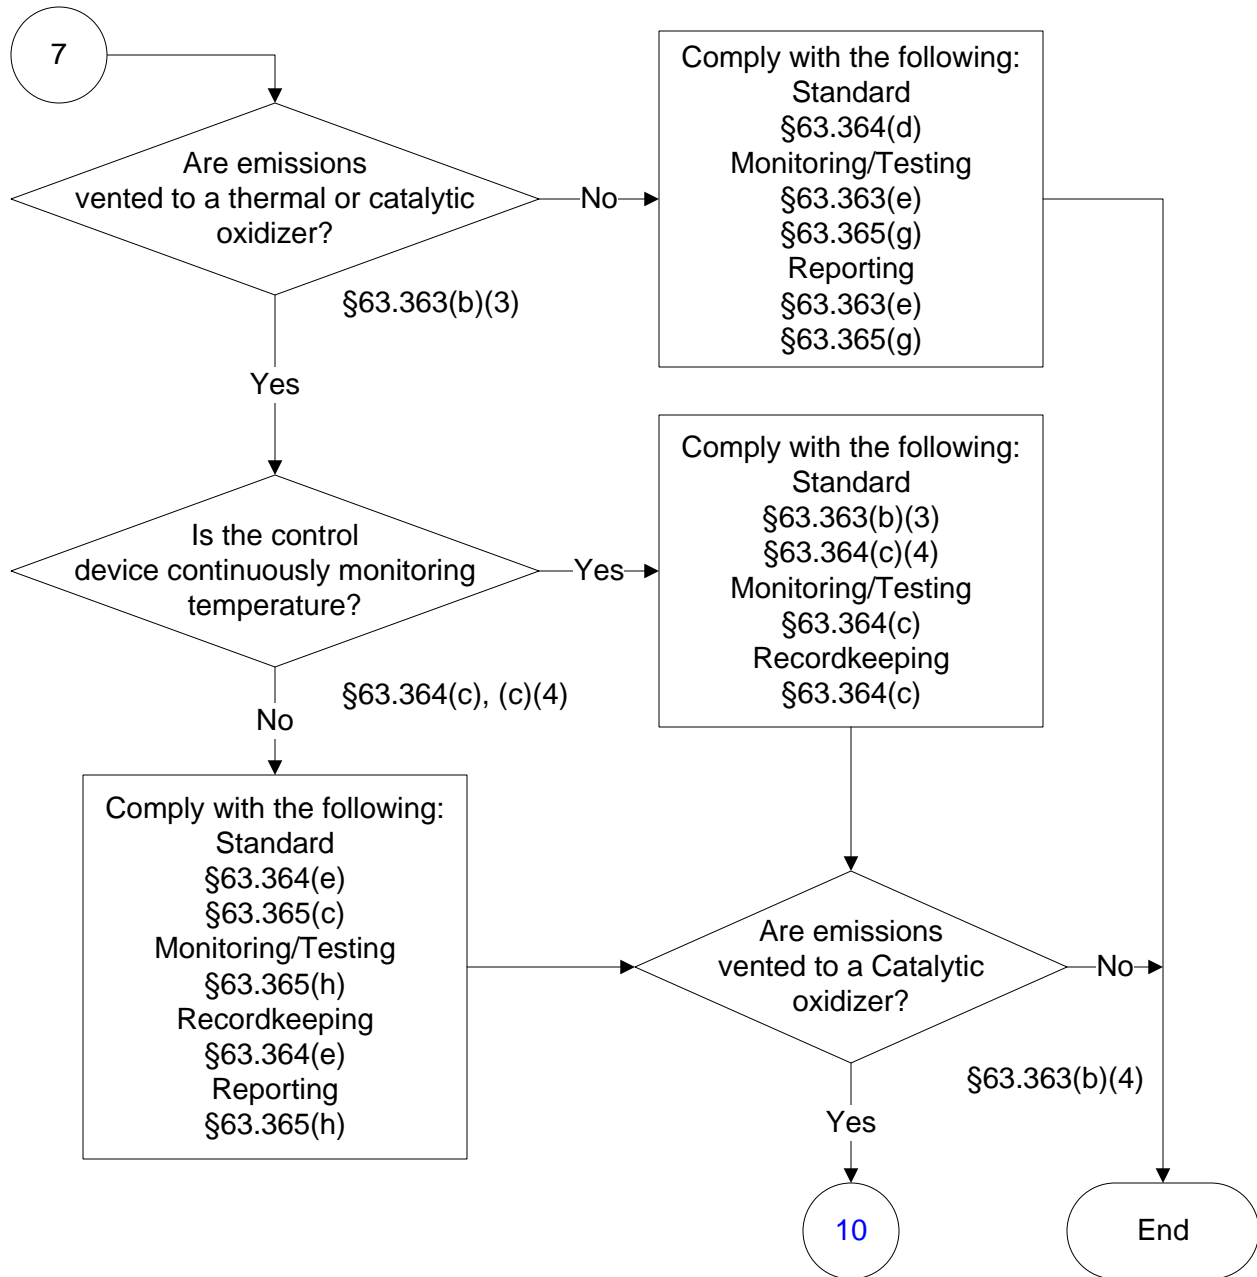 7
Are emissions
vented to a thermal or catalytic
oxidizer?
No
Comply with the following:
Standard
§63.364(d)
Monitoring/Testing
§63.363(e)
§63.365(g)
Reporting
§63.363(e)
§63.365(g)
§63.363(b)(3)
Yes
Is the control
device continuously monitoring
temperature?
Yes
Comply with the following:
Standard
§63.363(b)(3)
§63.364(c)(4)
Monitoring/Testing
§63.364(c)
Recordkeeping
§63.364(c)
§63.364(c), (c)(4)
No
Comply with the following:
Standard
§63.364(e)
§63.365(c)
Monitoring/Testing
§63.365(h)
Recordkeeping
§63.364(e)
Reporting
§63.365(h)
Are emissions
vented to a Catalytic
oxidizer?
No
§63.363(b)(4)
Yes
10
End